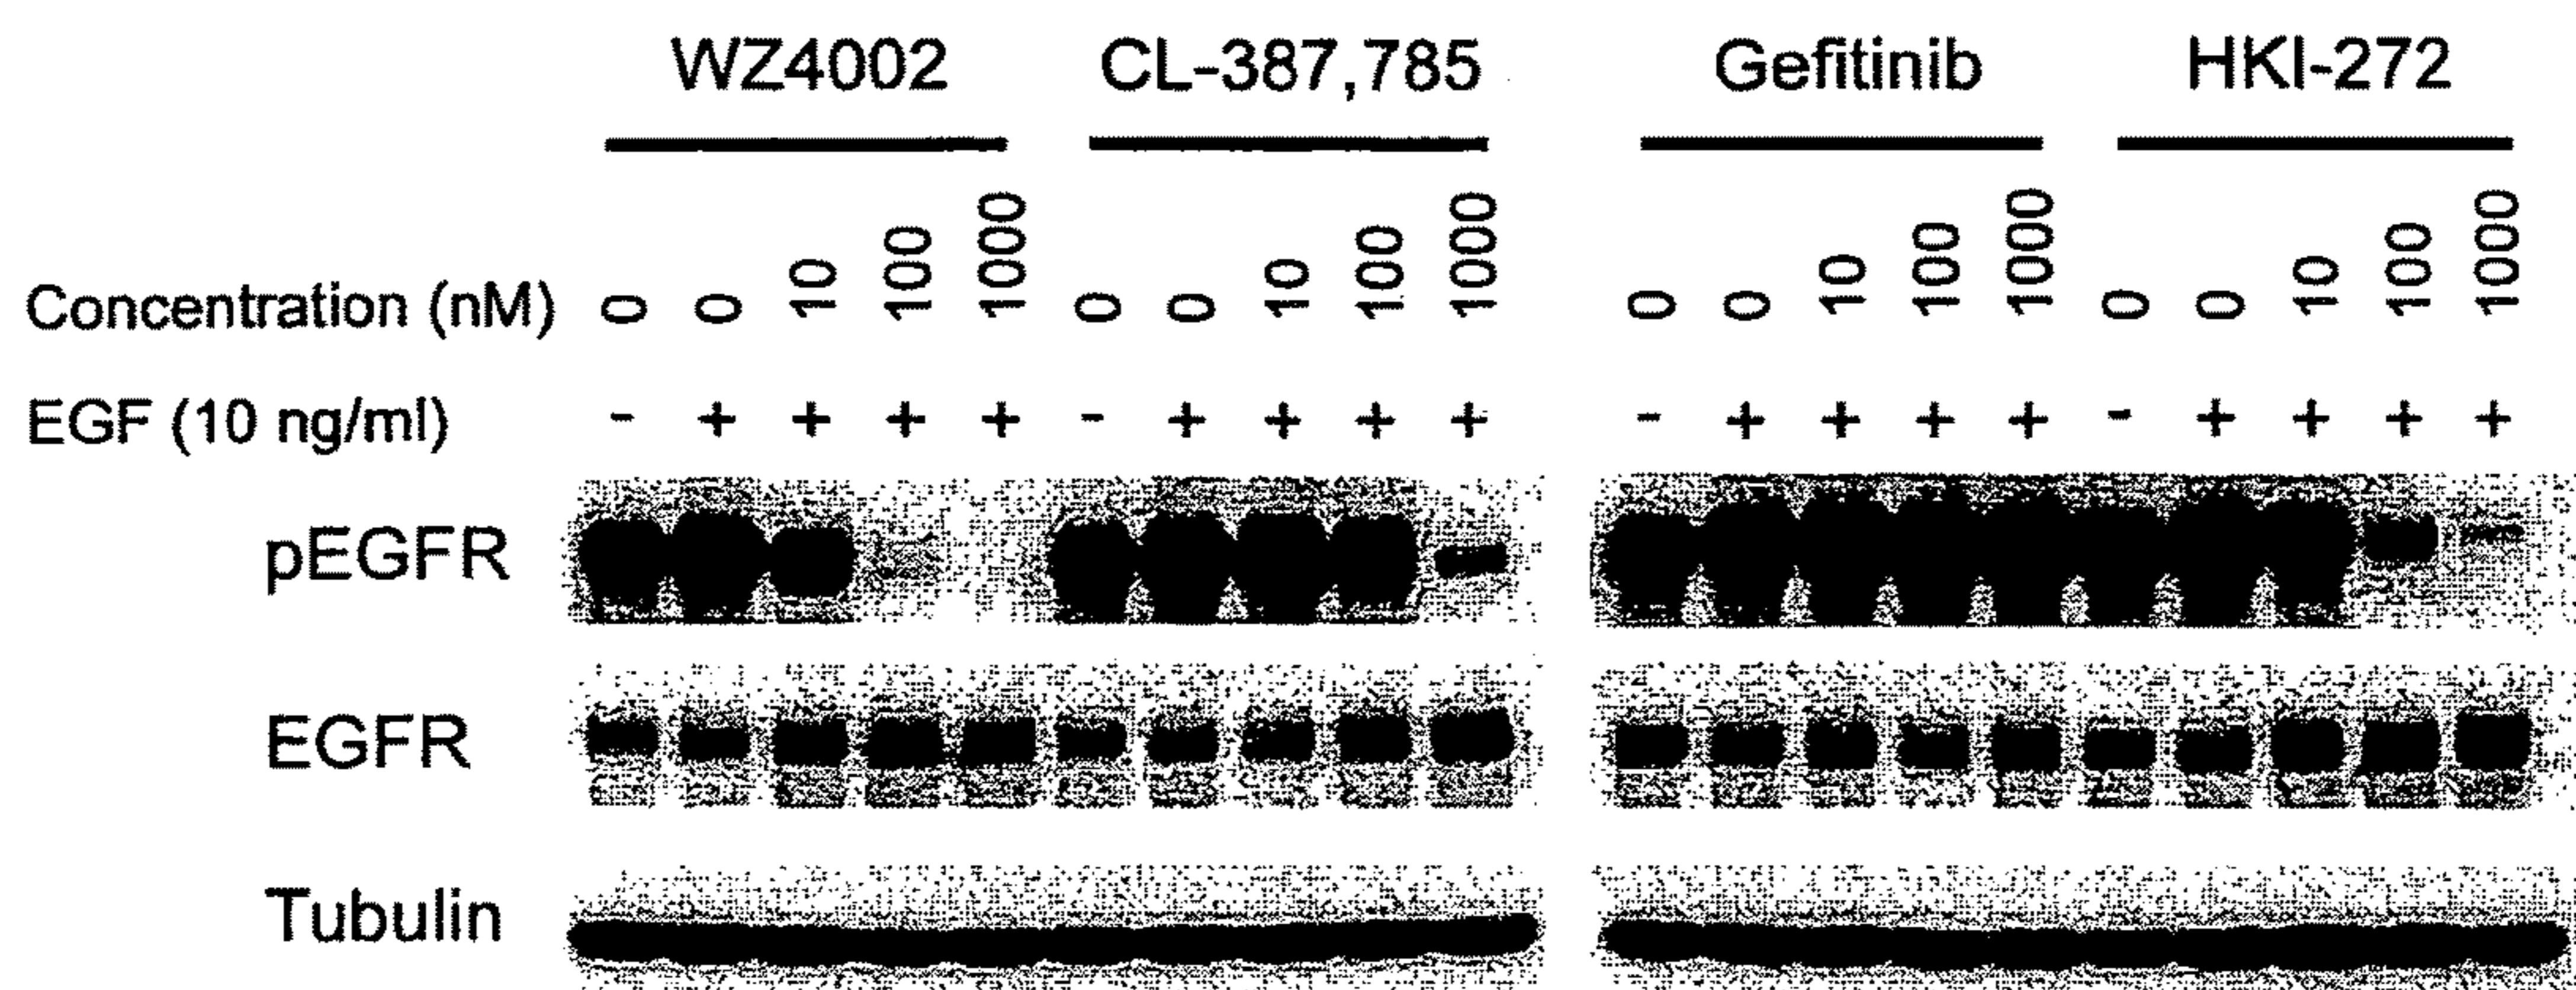 WZ4002 CL-387,785 Gefitinib HKI-272
Concentration (nM) 0 0 10 100 1000 0 0 10 100 1000 0 0 10 100 1000 0 0 10 100 1000
EGF (10 ng/ml) - + + + + - + + + + - + + + + - + + + +
pEGFR
EGFR
Tubulin